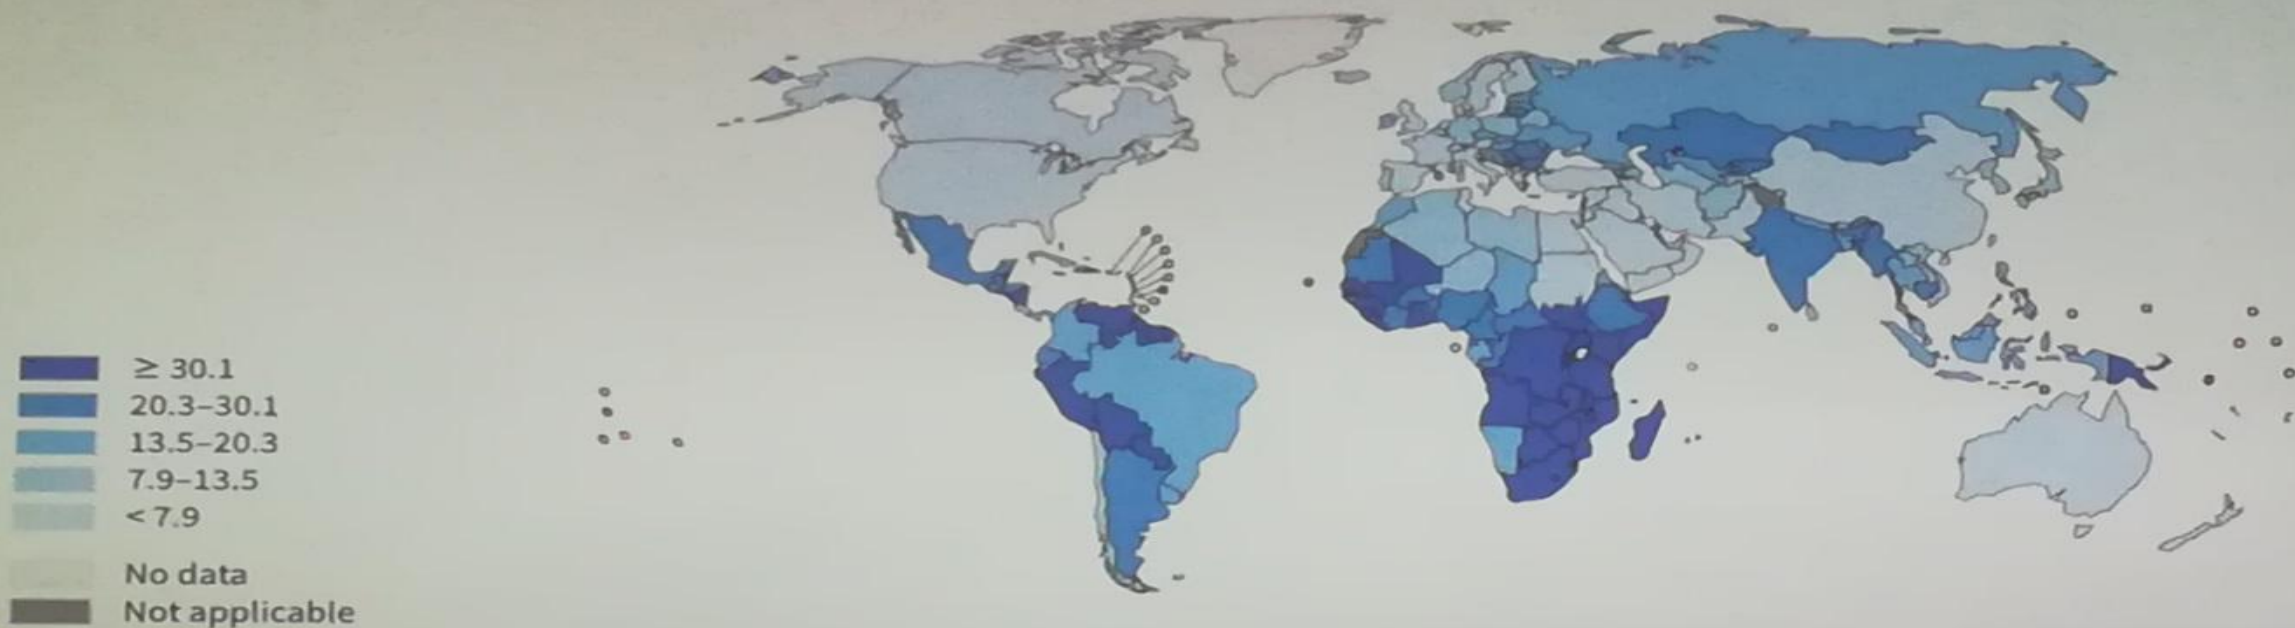 ≥ 30.1
20.3–30.1
13.5–20.3
7.9–13.5
< 7.9
No data
Not applicable